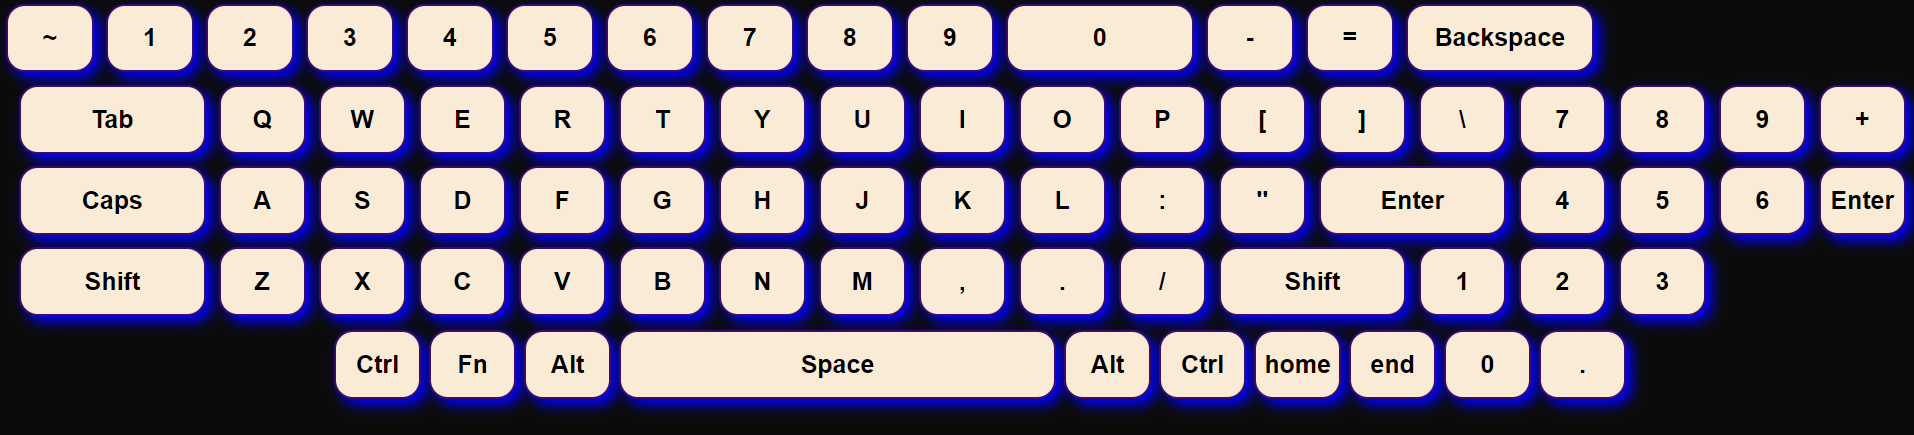 ~ 1 2 3 4 5 6 7 8 9 0 - = Backspace
Tab Q W E R T Y U I O P [ ] \ 7 8 9 +
Caps A S D F G H J K L : " Enter 4 5 6 Enter
Shift Z X C V B N M , . / Shift 1 2 3
Ctrl Fn Alt Space Alt Ctrl home end 0 .